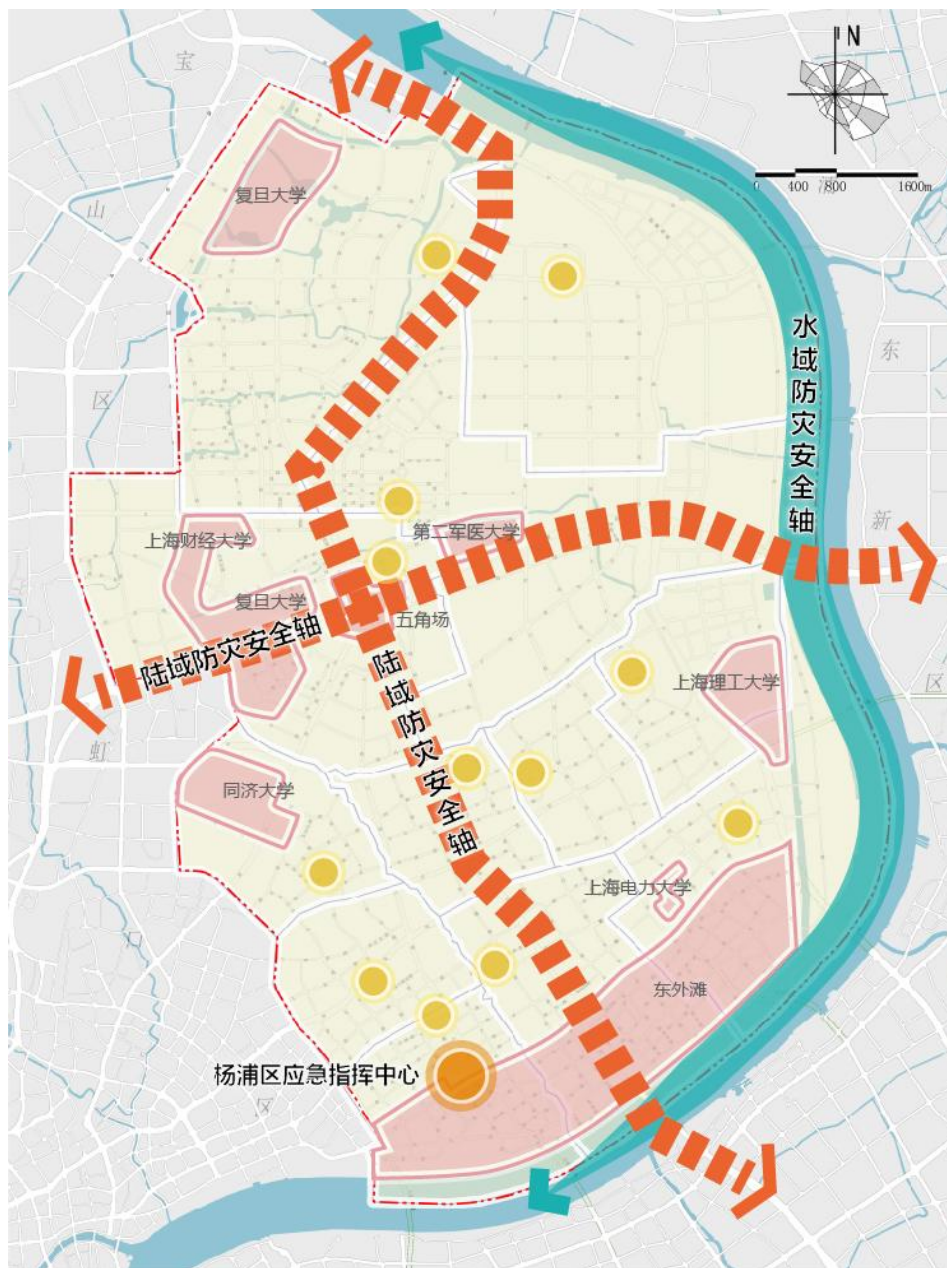 N
0 400 800 1600m
宝
山
区
复旦大学
水域防灾安全轴
东
新
区
上海财经大学
第二军医大学
复旦大学
五角场
陆域防灾安全轴
陆域防灾安全轴
上海理工大学
虹
口
区
同济大学
上海电力大学
东外滩
杨浦区应急指挥中心